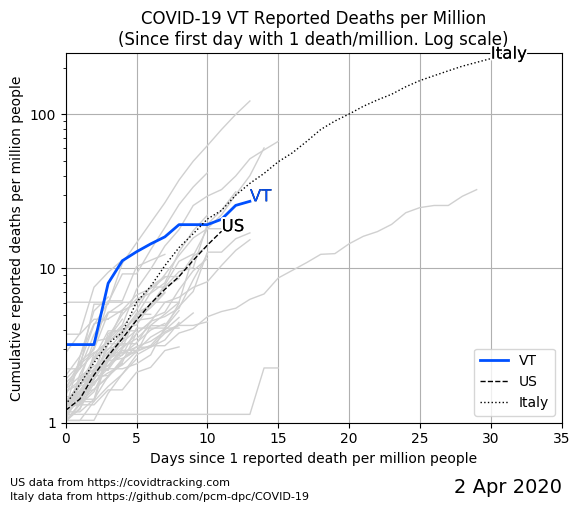 COVID-19 VT Reported Deaths per Million
(Since first day with 1 death/million. Log scale)
Italy
100
VT
US
10
Cumulative reported deaths per million people
VT
US
Italy
1
0 5 10 15 20 25 30 35
Days since 1 reported death per million people
US data from https://covidtracking.com
Italy data from https://github.com/pcm-dpc/COVID-19
2 Apr 2020